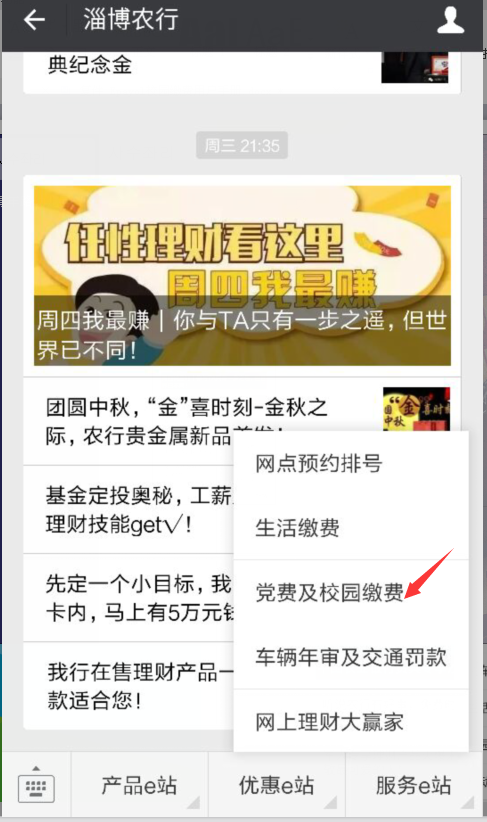 淄博农行
典纪念金
周三 21:35
任性理财看这里
周四我最赚
周四我最赚｜你与TA只有一步之遥，但世
界已不同！
团圆中秋，“金”喜时刻-金秋之
际，农行贵金属新品首发！
基金定投奥秘，工薪
理财技能get√！
先定一个小目标，我
卡内，马上有5万元钱
我行在售理财产品一
款适合您！
网点预约排号
生活缴费
党费及校园缴费
车辆年审及交通罚款
网上理财大赢家
产品e站
优惠e站
服务e站